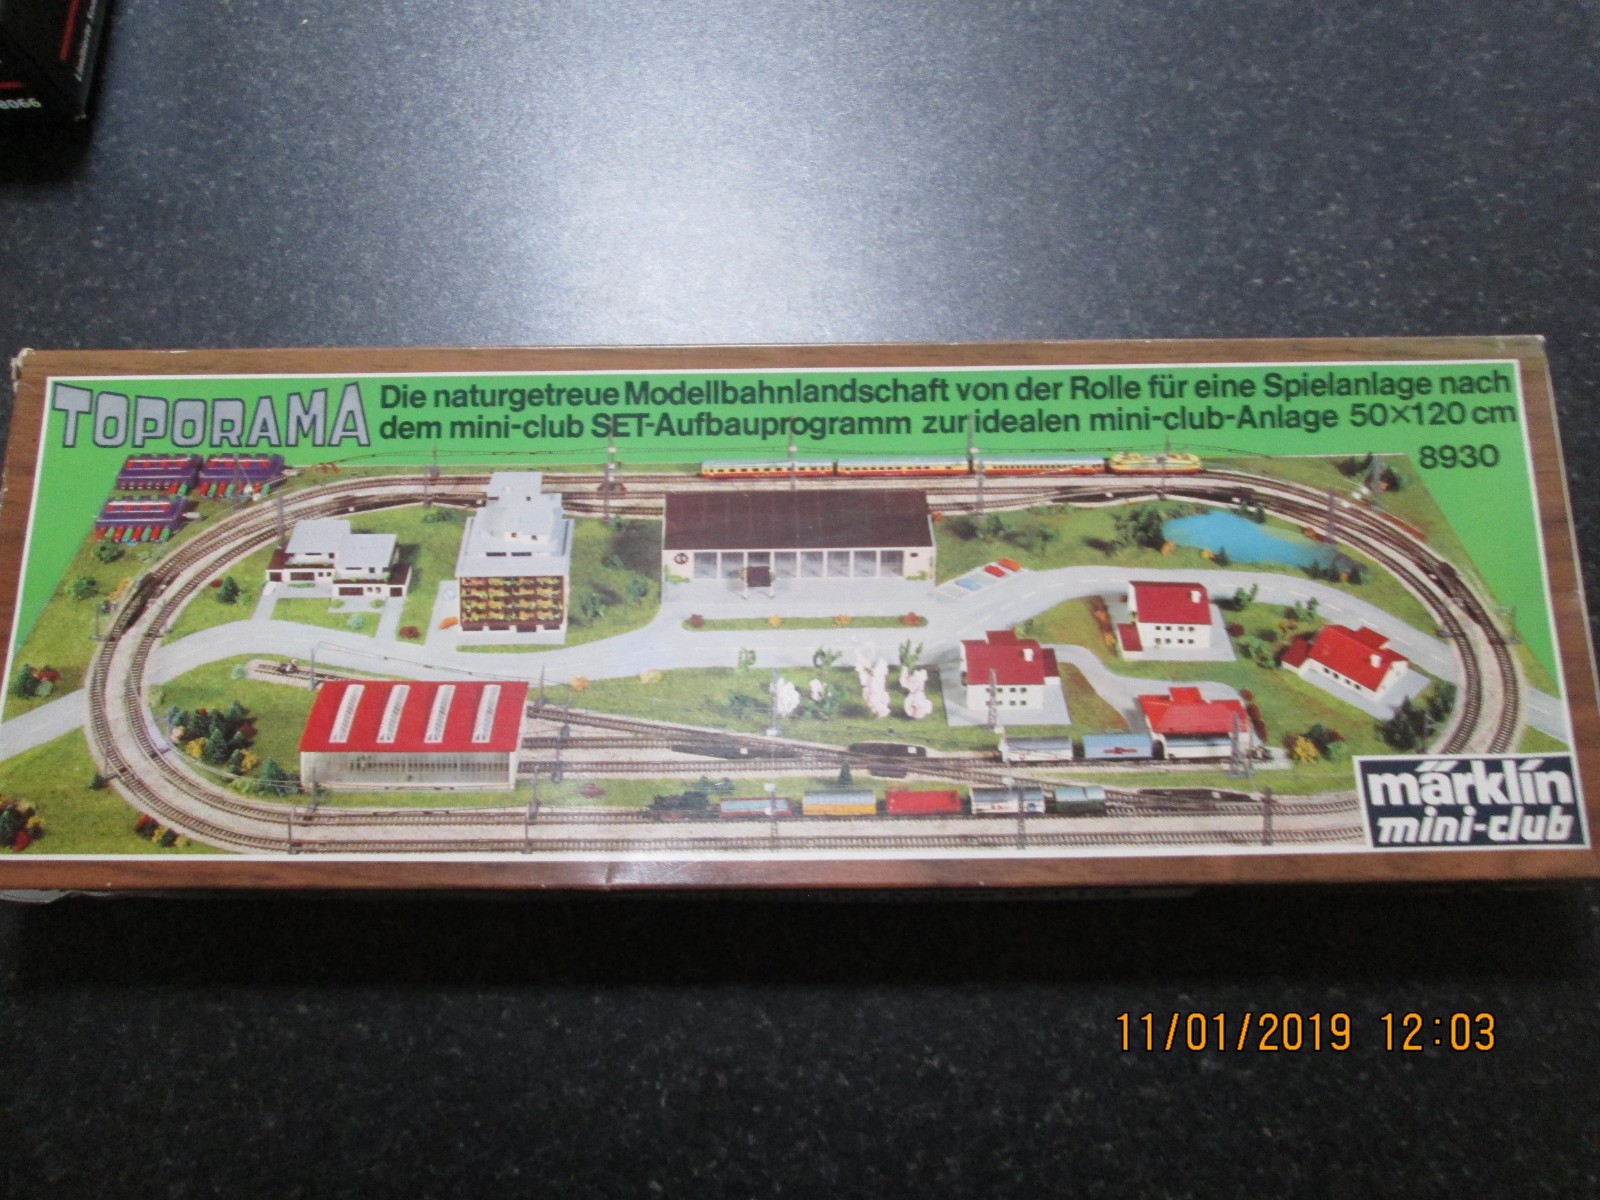 8066
TOPORAMA
Die naturgetreue Modellbahnlandschaft von der Rolle für eine Spielanlage nach
dem mini-club SET-Aufbauprogramm zur idealen mini-club-Anlage 50×120 cm
8930
märklin
mini-club
11/01/2019 12:03